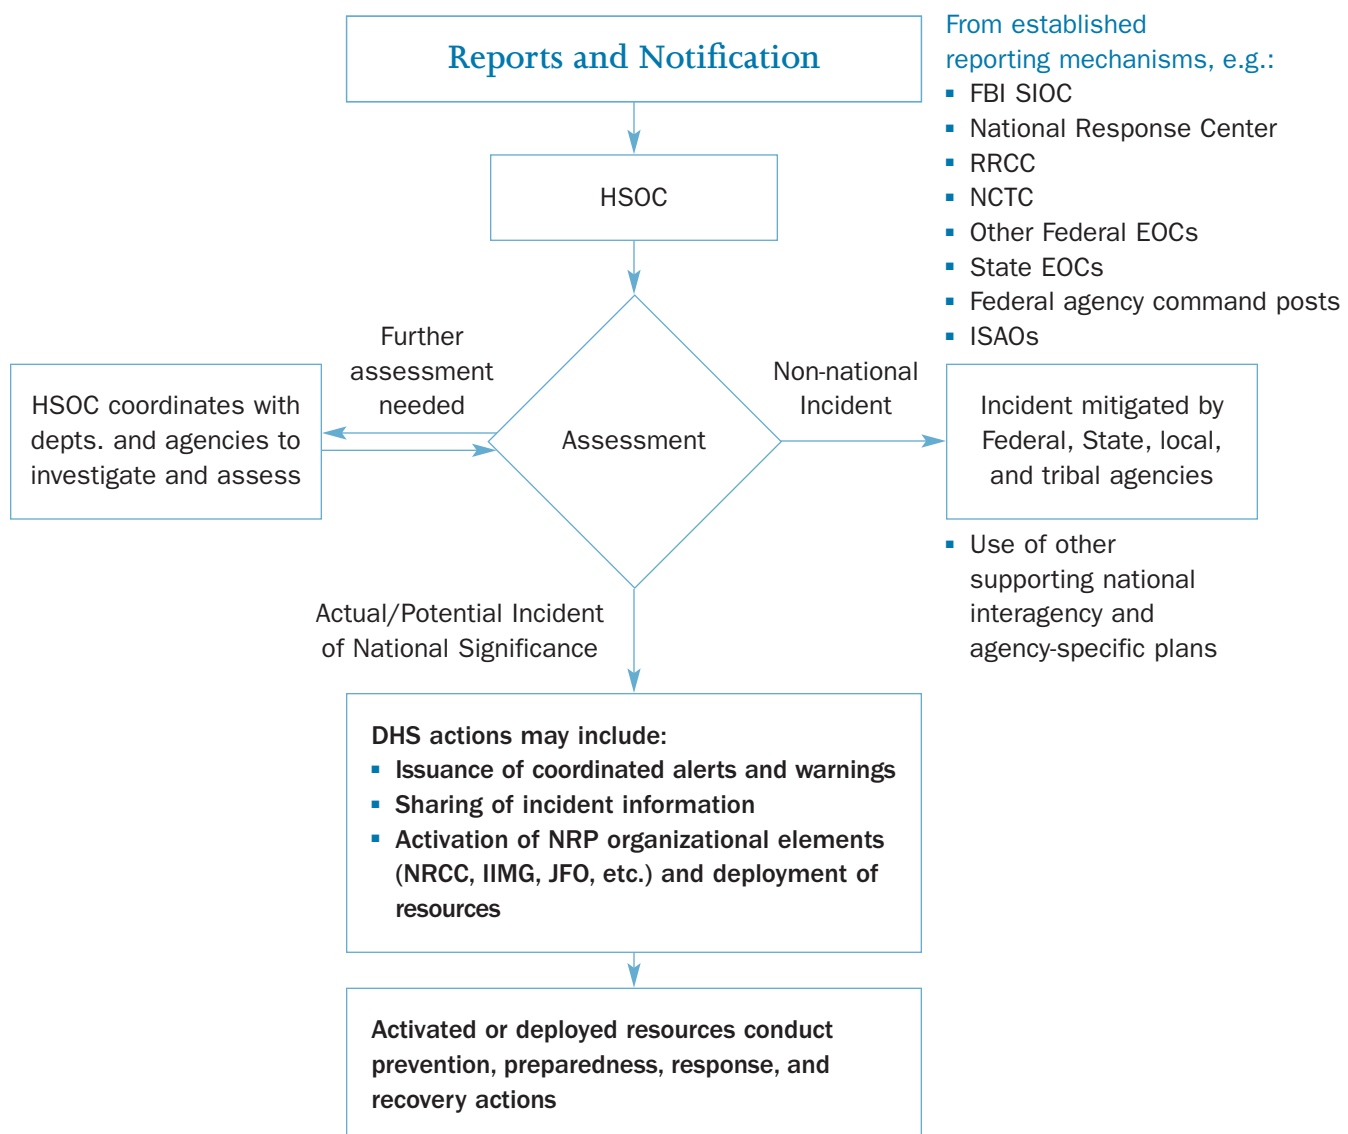 Reports and Notification
From established
reporting mechanisms, e.g.:
▪ FBI SIOC
▪ National Response Center
▪ RRCC
▪ NCTC
▪ Other Federal EOCs
▪ State EOCs
▪ Federal agency command posts
▪ ISAOs
HSOC
Further
assessment
needed
Non-national
Incident
HSOC coordinates with
depts. and agencies to
investigate and assess
Assessment
Incident mitigated by
Federal, State, local,
and tribal agencies
▪ Use of other
supporting national
interagency and
agency-specific plans
Actual/Potential Incident
of National Significance
DHS actions may include:
▪ Issuance of coordinated alerts and warnings
▪ Sharing of incident information
▪ Activation of NRP organizational elements
(NRCC, IIMG, JFO, etc.) and deployment of
resources
Activated or deployed resources conduct
prevention, preparedness, response, and
recovery actions